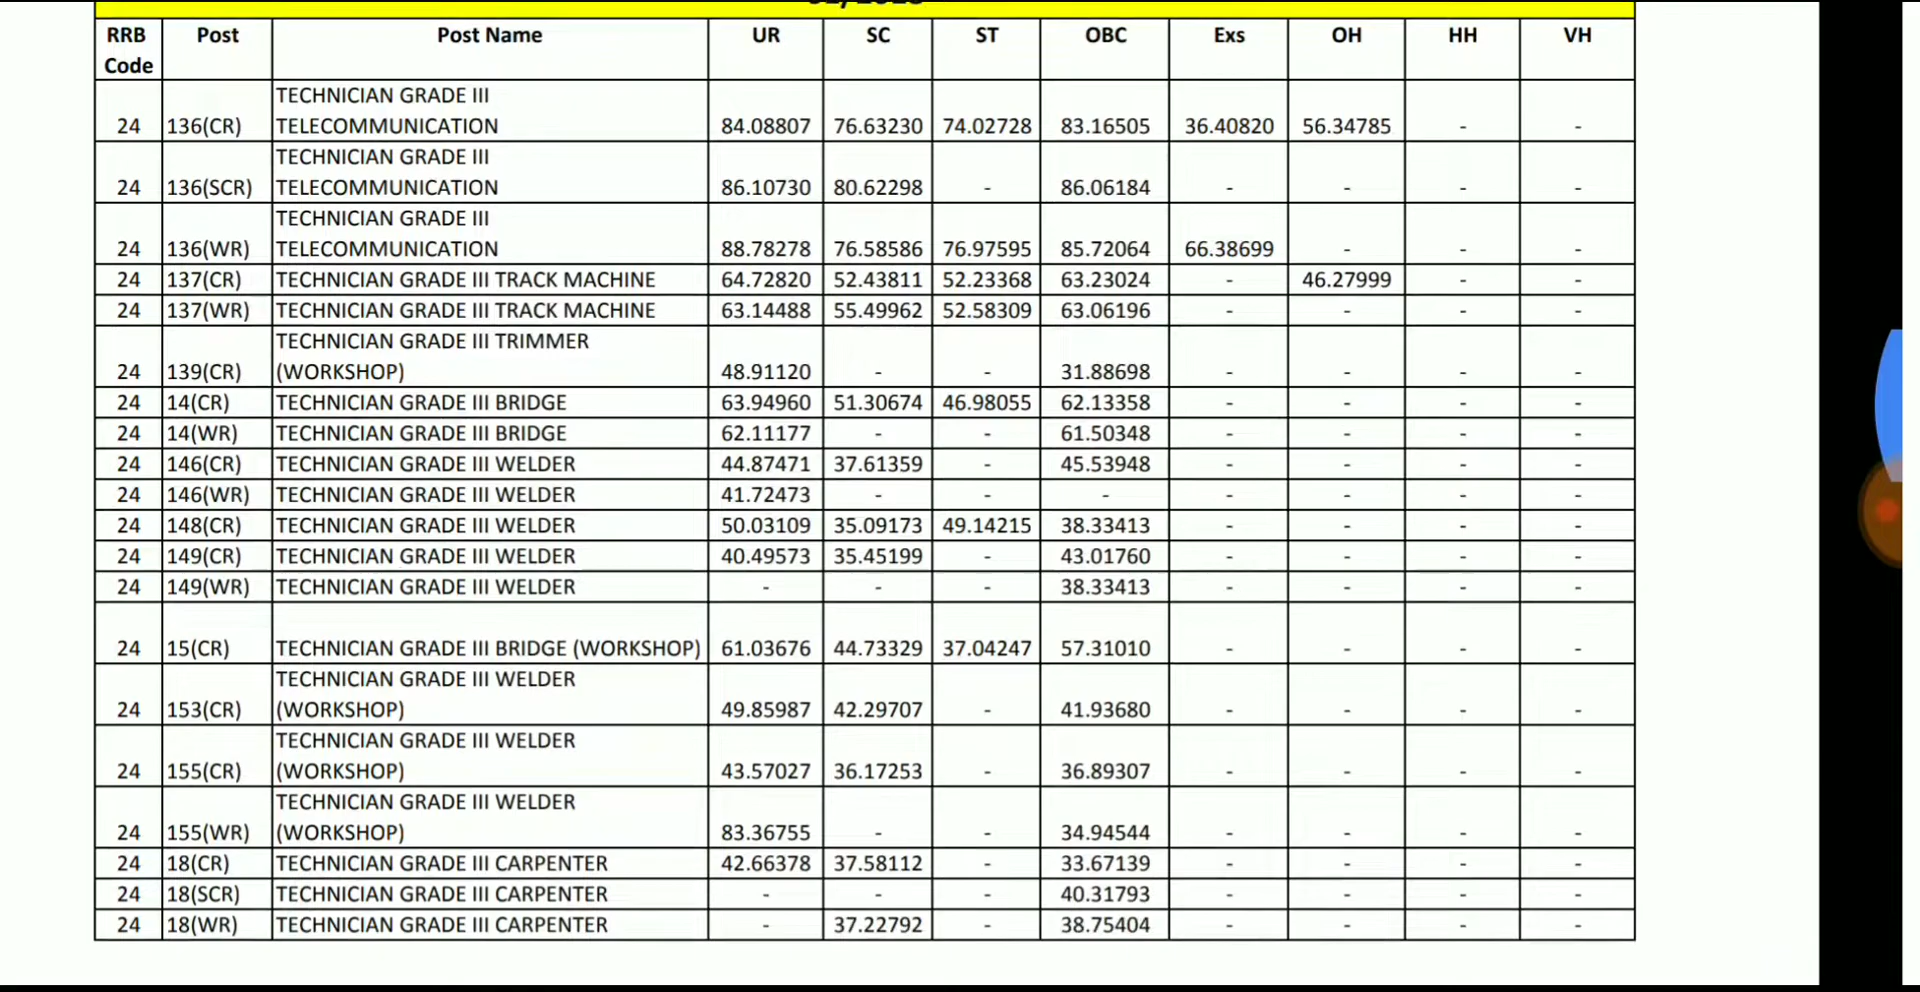 RRB Code Post Post Name UR SC ST OBC Exs OH HH VH
24 136(CR) TECHNICIAN GRADE III TELECOMMUNICATION 84.08807 76.63230 74.02728 83.16505 36.40820 56.34785 - -
24 136(SCR) TECHNICIAN GRADE III TELECOMMUNICATION 86.10730 80.62298 - 86.06184 - - - -
24 136(WR) TECHNICIAN GRADE III TELECOMMUNICATION 88.78278 76.58586 76.97595 85.72064 66.38699 - - -
24 137(CR) TECHNICIAN GRADE III TRACK MACHINE 64.72820 52.43811 52.23368 63.23024 - 46.27999 - -
24 137(WR) TECHNICIAN GRADE III TRACK MACHINE 63.14488 55.49962 52.58309 63.06196 - - - -
24 139(CR) TECHNICIAN GRADE III TRIMMER (WORKSHOP) 48.91120 - - 31.88698 - - - -
24 14(CR) TECHNICIAN GRADE III BRIDGE 63.94960 51.30674 46.98055 62.13358 - - - -
24 14(WR) TECHNICIAN GRADE III BRIDGE 62.11177 - - 61.50348 - - - -
24 146(CR) TECHNICIAN GRADE III WELDER 44.87471 37.61359 - 45.53948 - - - -
24 146(WR) TECHNICIAN GRADE III WELDER 41.72473 - - - - - - -
24 148(CR) TECHNICIAN GRADE III WELDER 50.03109 35.09173 49.14215 38.33413 - - - -
24 149(CR) TECHNICIAN GRADE III WELDER 40.49573 35.45199 - 43.01760 - - - -
24 149(WR) TECHNICIAN GRADE III WELDER - - - 38.33413 - - - -
24 15(CR) TECHNICIAN GRADE III BRIDGE (WORKSHOP) 61.03676 44.73329 37.04247 57.31010 - - - -
24 153(CR) TECHNICIAN GRADE III WELDER (WORKSHOP) 49.85987 42.29707 - 41.93680 - - - -
24 155(CR) TECHNICIAN GRADE III WELDER (WORKSHOP) 43.57027 36.17253 - 36.89307 - - - -
24 155(WR) TECHNICIAN GRADE III WELDER (WORKSHOP) 83.36755 - - 34.94544 - - - -
24 18(CR) TECHNICIAN GRADE III CARPENTER 42.66378 37.58112 - 33.67139 - - - -
24 18(SCR) TECHNICIAN GRADE III CARPENTER - - - 40.31793 - - - -
24 18(WR) TECHNICIAN GRADE III CARPENTER - 37.22792 - 38.75404 - - - -